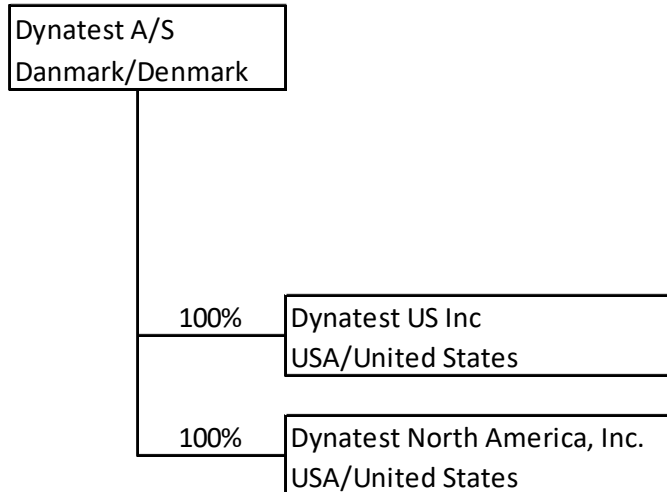 Dynatest A/S
Danmark/Denmark
100%
Dynatest US Inc
USA/United States
100%
Dynatest North America, Inc.
USA/United States